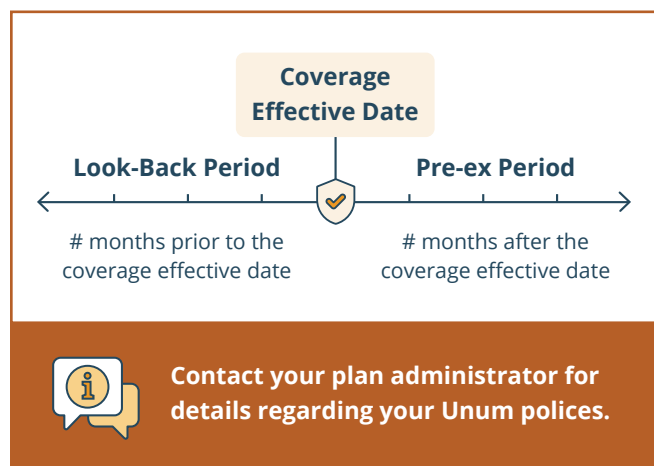 Coverage
Effective Date
Look-Back Period
Pre-ex Period
# months prior to the
coverage effective date
# months after the
coverage effective date
i
Contact your plan administrator for
details regarding your Unum polices.